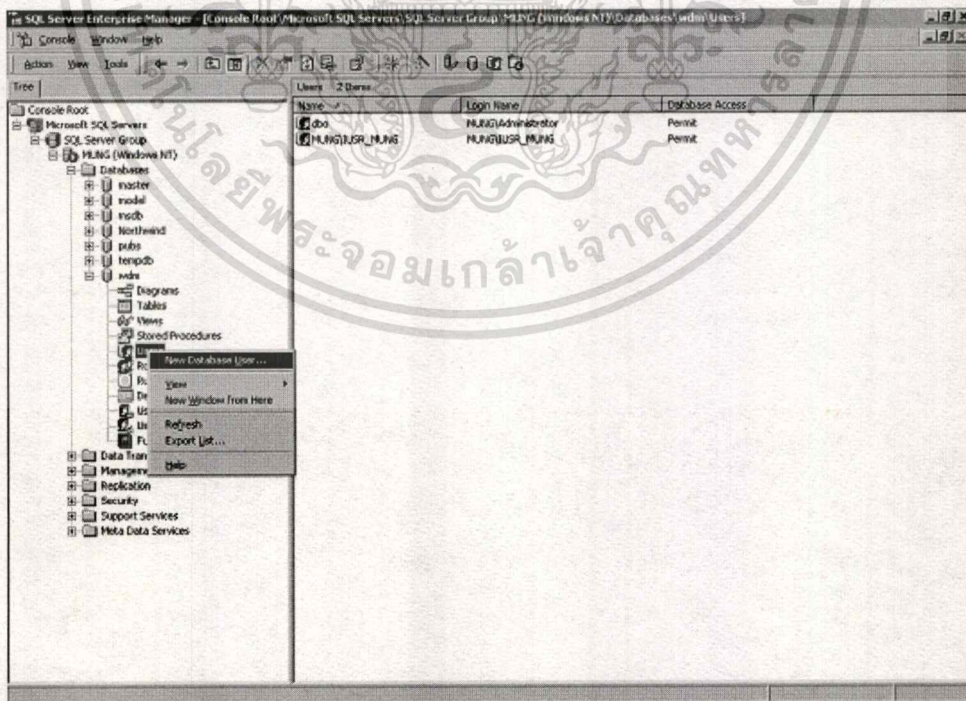 SQL Server Enterprise Manager - [Console Root\Microsoft SQL Servers\SQL Server Group\MUNG (Windows NT)\Databases\wdm\Users]
Console Window Help
Action View Tools
Tree
Users 2 Items
Console Root
Microsoft SQL Servers
SQL Server Group
MUNG (Windows NT)
Databases
master
model
msdb
Northwind
pubs
tempdb
wdm
Diagrams
Tables
Views
Stored Procedures
Ro
De
Us
Us
Fu
Data Tran
Managem
Replication
Security
Support Services
Meta Data Services
New Database User...
View
New Window from Here
Refresh
Export List...
Help
Name Login Name Database Access
dbo MUNG\Administrator Permit
MUNG\IUSR_MUNG MUNG\IUSR_MUNG Permit
พระจอมเกล้าเจ้าคุณทหาร